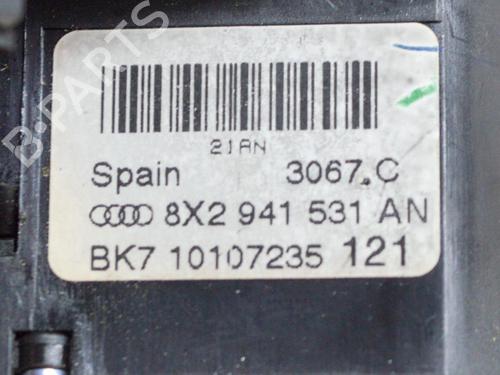 B-PARTS
21AN
Spain 3067.C
8X2 941 531 AN
BK7 10107235 121